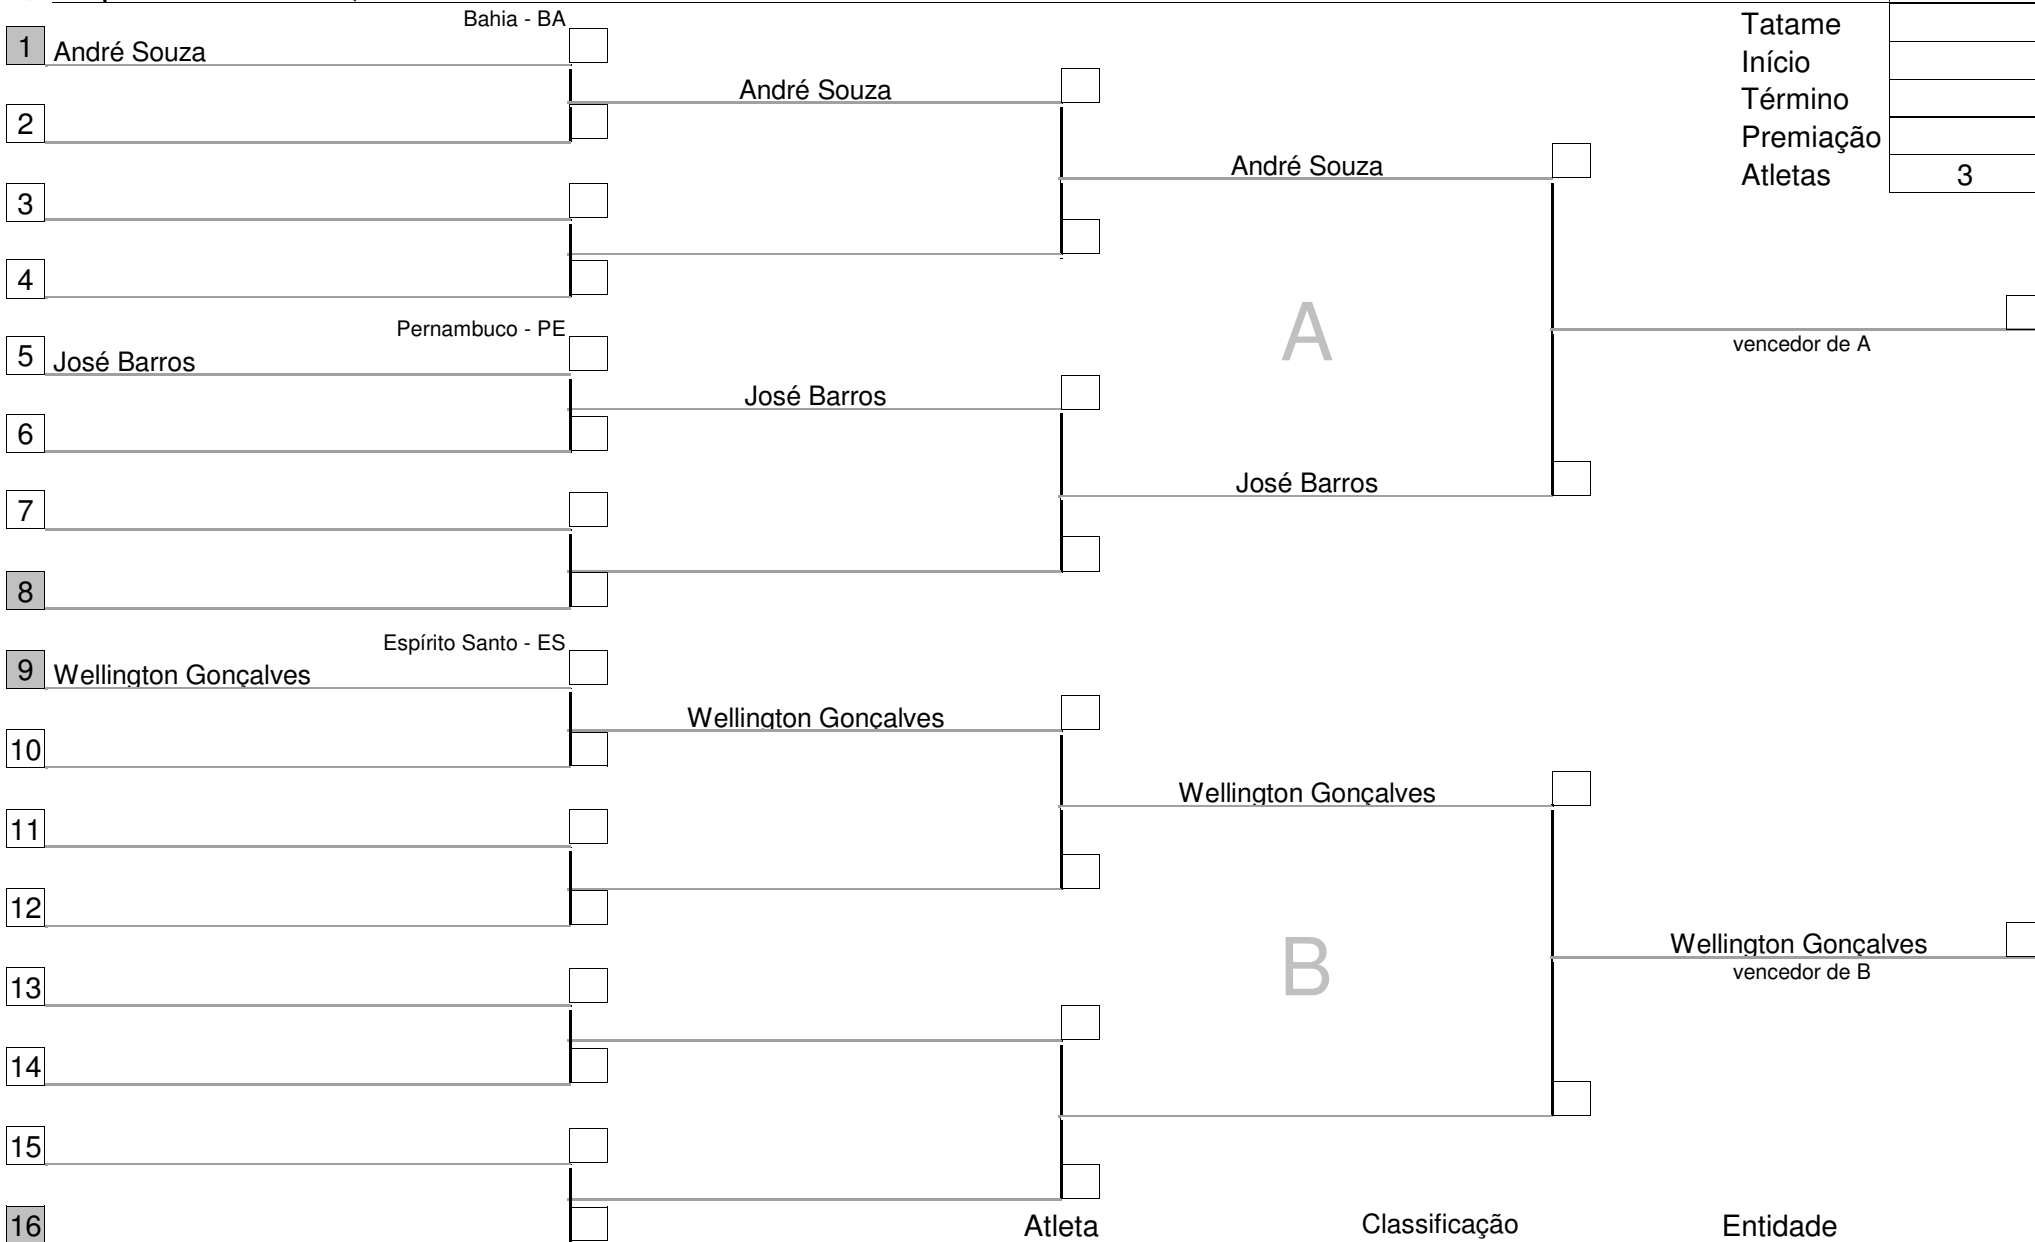 Bahia - BA
Tatame
1 André Souza
Início
André Souza
Término
2
Premiação
André Souza
Atletas 3
3
4
A
Pernambuco - PE
vencedor de A
5 José Barros
José Barros
6
José Barros
7
8
Espírito Santo - ES
9 Wellington Gonçalves
Wellington Gonçalves
10
Wellington Gonçalves
11
12
Wellington Gonçalves
B
vencedor de B
13
14
15
16
Atleta Classificação Entidade